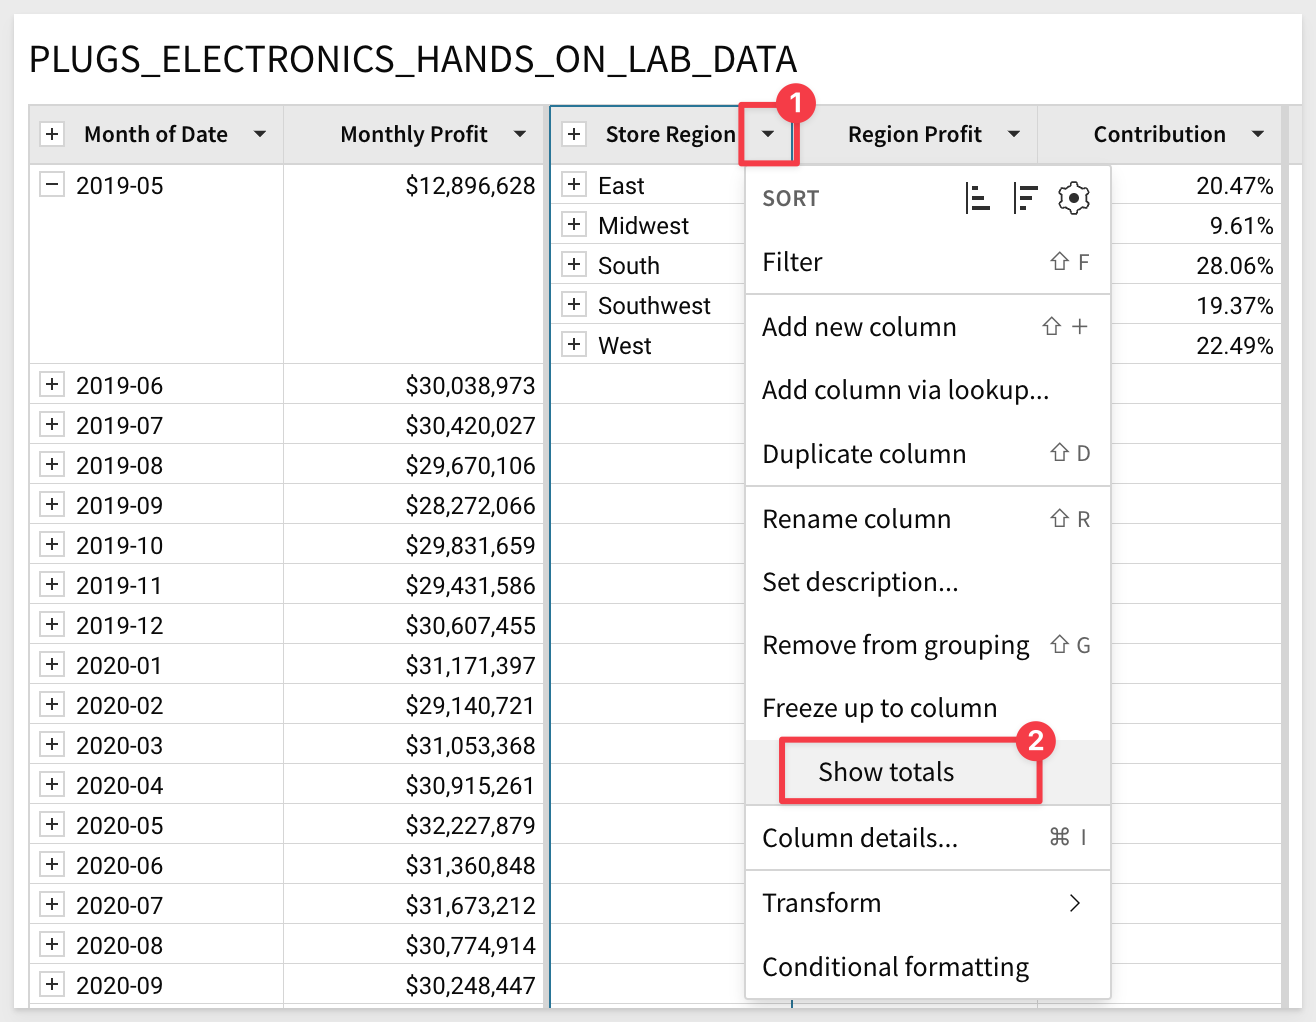 PLUGS_ELECTRONICS_HANDS_ON_LAB_DATA
1
Month of Date Monthly Profit Store Region Region Profit Contribution
2019-05 $12,896,628 East 20.47%
Midwest 9.61%
South 28.06%
Southwest 19.37%
West 22.49%
2019-06 $30,038,973
2019-07 $30,420,027
2019-08 $29,670,106
2019-09 $28,272,066
2019-10 $29,831,659
2019-11 $29,431,586
2019-12 $30,607,455
2020-01 $31,171,397
2020-02 $29,140,721
2020-03 $31,053,368
2020-04 $30,915,261
2020-05 $32,227,879
2020-06 $31,360,848
2020-07 $31,673,212
2020-08 $30,774,914
2020-09 $30,248,447
SORT
Filter ⇧ F
Add new column ⇧ +
Add column via lookup...
Duplicate column ⇧ D
Rename column ⇧ R
Set description...
Remove from grouping ⇧ G
Freeze up to column
2
Show totals
Column details... ⌘ I
Transform
Conditional formatting